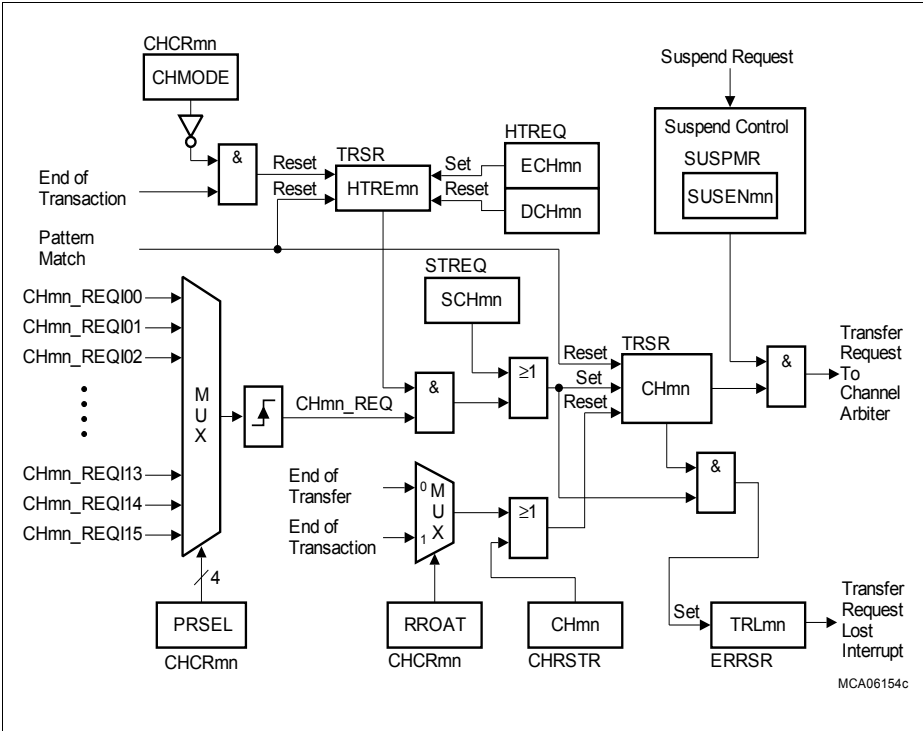 CHCRmn
CHMODE
&
End of
Transaction
Reset
Reset
TRSR
HTREmn
HTREQ
Set
ECHmn
Reset
DCHmn
Suspend Request
Suspend Control
SUSPMR
SUSENmn
Pattern
Match
CHmn_REQI00
CHmn_REQI01
CHmn_REQI02
CHmn_REQI13
CHmn_REQI14
CHmn_REQI15
M
U
X
4
PRSEL
CHCRmn
CHmn_REQ
&
STREQ
SCHmn
≥1
Reset
Set
Reset
TRSR
CHmn
&
Transfer
Request
To
Channel
Arbiter
End of
Transfer
End of
Transaction
0
1
M
U
X
RROAT
CHCRmn
≥1
CHmn
CHRSTR
&
Set
TRLmn
ERRSR
Transfer
Request
Lost
Interrupt
MCA06154c